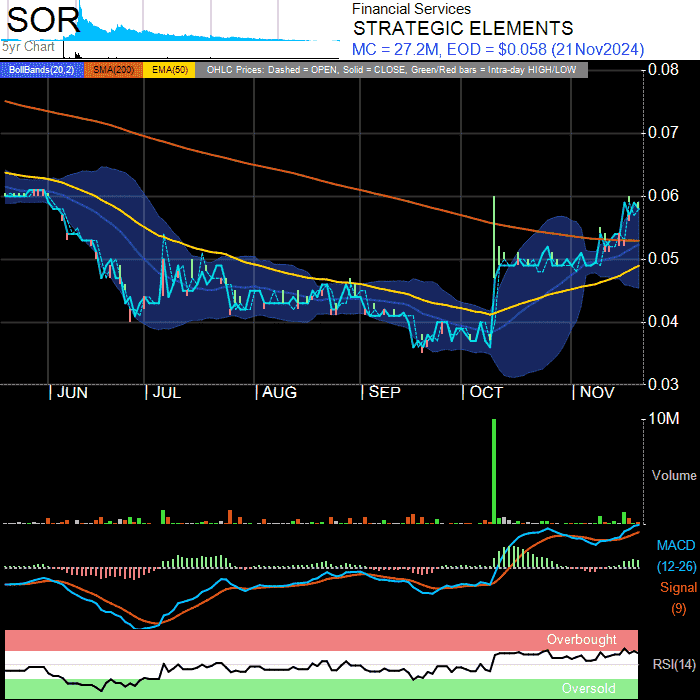 SOR
5yr Chart
Financial Services
STRATEGIC ELEMENTS
MC = 27.2M, EOD = $0.058 (21Nov2024)
BollBands(20,2) SMA(200) EMA(50) OHLC Prices: Dashed = OPEN, Solid = CLOSE, Green/Red bars = Intra-day HIGH/LOW
0.08
0.07
0.06
0.05
0.04
0.03
JUN JUL AUG SEP OCT NOV
10M
Volume
MACD
(12-26)
Signal
(9)
Overbought
RSI(14)
Oversold